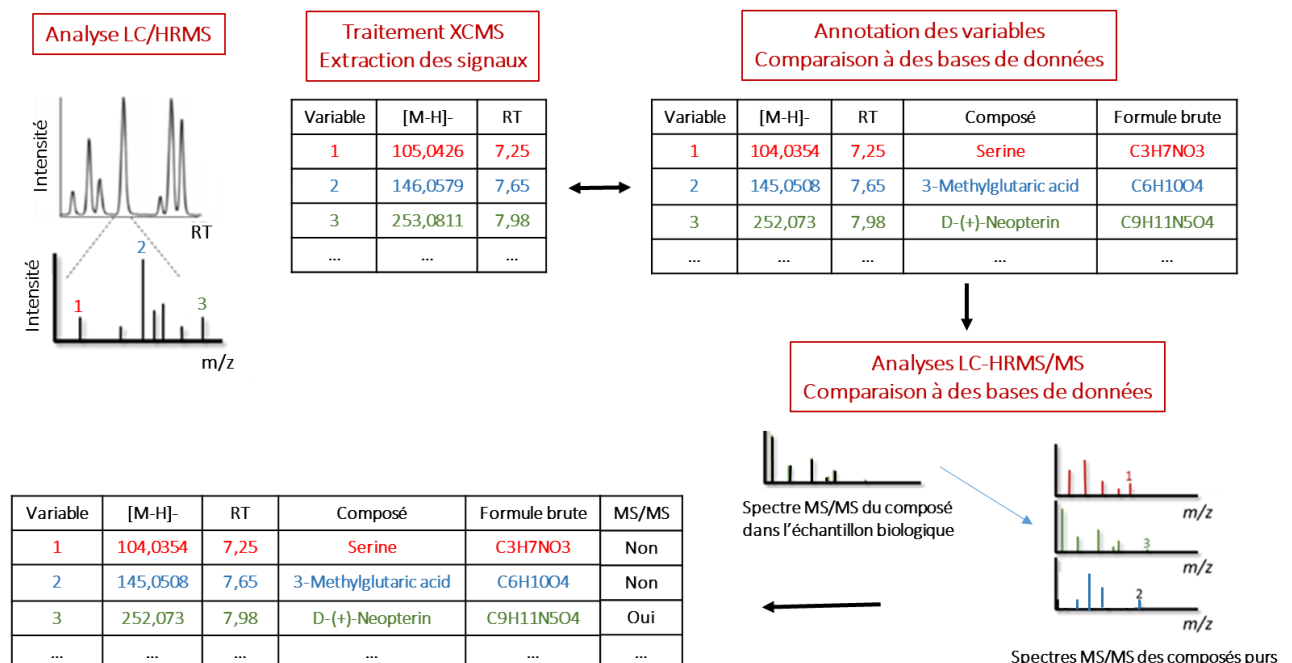 Analyse LC/HRMS
Traitement XCMS
Extraction des signaux
Annotation des variables
Comparaison à des bases de données
Intensité
RT
Intensité
1
2
3
m/z
Variable [M-H]- RT
1 105,0426 7,25
2 146,0579 7,65
3 253,0811 7,98
... ... ...
Variable [M-H]- RT Composé Formule brute
1 104,0354 7,25 Serine C3H7NO3
2 145,0508 7,65 3-Methylglutaric acid C6H10O4
3 252,073 7,98 D-(+)-Neopterin C9H11N5O4
... ... ... ... ...
Analyses LC-HRMS/MS
Comparaison à des bases de données
Spectre MS/MS du composé
dans l'échantillon biologique
1
m/z
3
m/z
2
m/z
Spectres MS/MS des composés purs
Variable [M-H]- RT Composé Formule brute MS/MS
1 104,0354 7,25 Serine C3H7NO3 Non
2 145,0508 7,65 3-Methylglutaric acid C6H10O4 Non
3 252,073 7,98 D-(+)-Neopterin C9H11N5O4 Oui
... ... ... ... ... ...